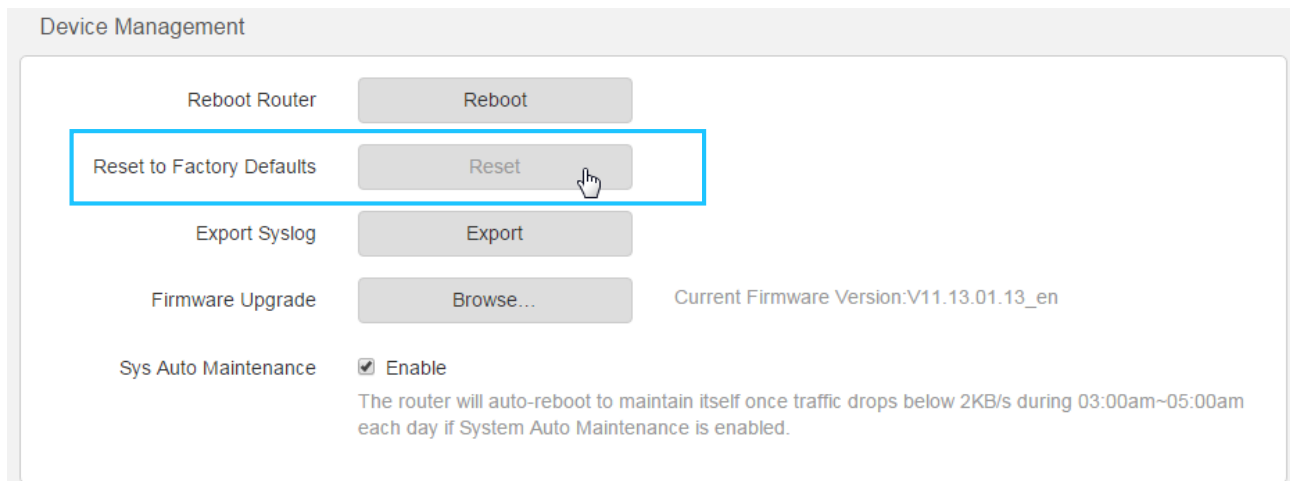 Device Management
Reboot Router Reboot
Reset to Factory Defaults Reset
Export Syslog Export
Firmware Upgrade Browse... Current Firmware Version:V11.13.01.13_en
Sys Auto Maintenance Enable
The router will auto-reboot to maintain itself once traffic drops below 2KB/s during 03:00am~05:00am
each day if System Auto Maintenance is enabled.